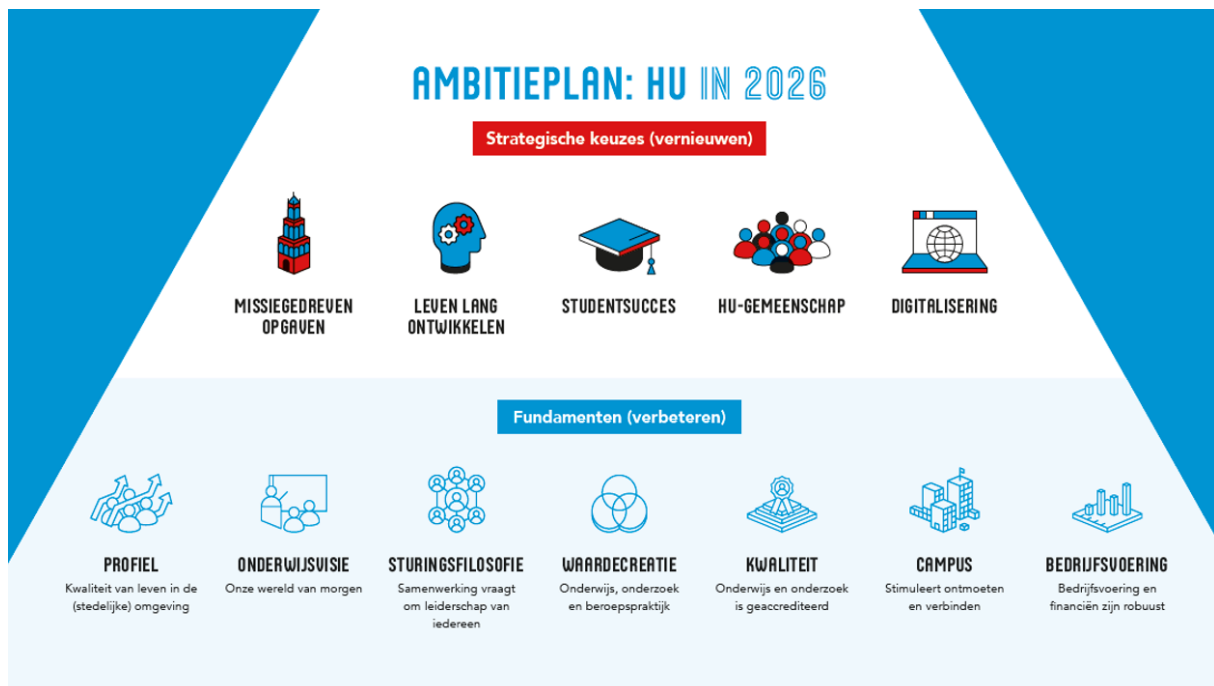 AMBITIEPLAN: HU IN 2026
Strategische keuzes (vernieuwen)
MISSIEGEDREVEN
OPGAVEN
LEVEN LANG
ONTWIKKELEN
STUDENTSUCCES
HU-GEMEENSCHAP
DIGITALISERING
Fundamenten (verbeteren)
PROFIEL
Kwaliteit van leven in de
(stedelijke) omgeving
ONDERWIJSVISIE
Onze wereld van morgen
STURINGSFILOSOFIE
Samenwerking vraagt
om leiderschap van
iedereen
WAARDECREATIE
Onderwijs, onderzoek
en beroepspraktijk
KWALITEIT
Onderwijs en onderzoek
is geaccrediteerd
CAMPUS
Stimuleert ontmoeten
en verbinden
BEDRIJFSVOERING
Bedrijfsvoering en
financiën zijn robuust